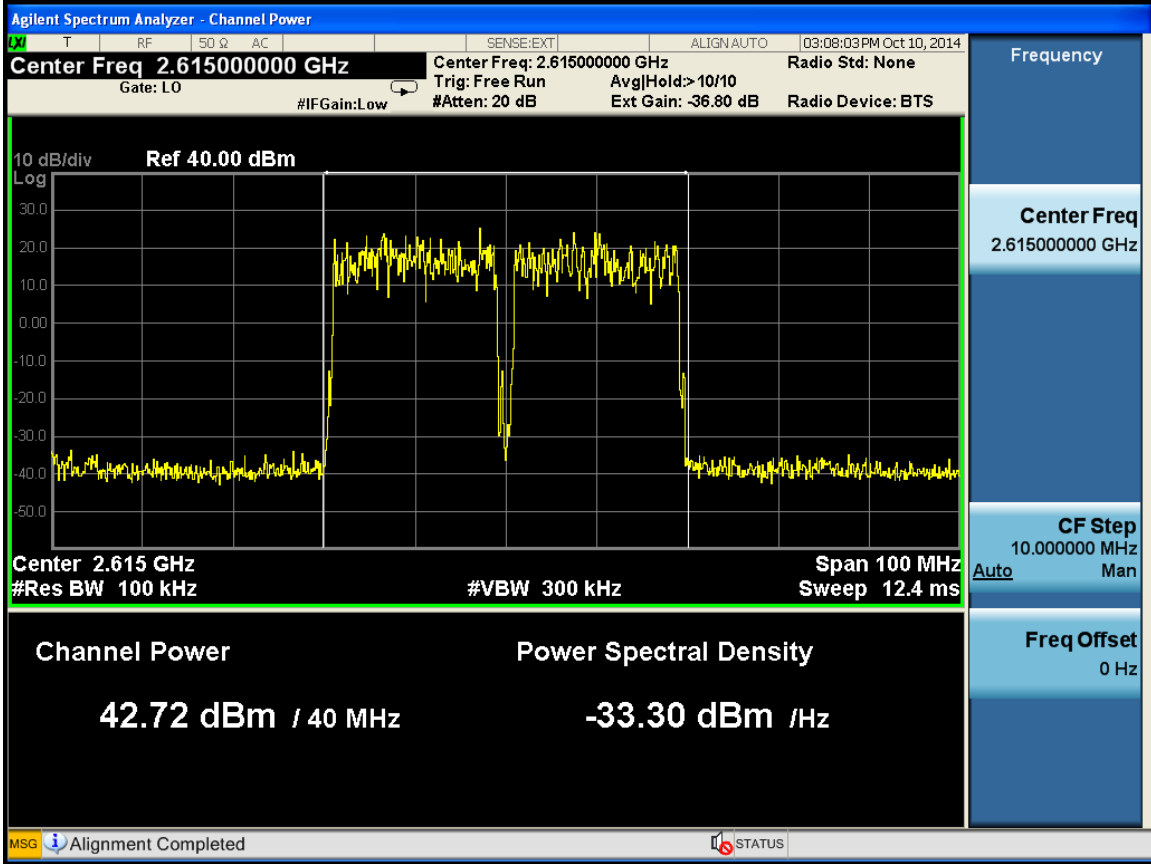 Agilent Spectrum Analyzer - Channel Power
LXI T RF 50 Ω AC SENSE:EXT ALIGN AUTO 03:08:03 PM Oct 10, 2014
Center Freq 2.615000000 GHz
Gate: LO
#IFGain:Low
Center Freq: 2.615000000 GHz
Trig: Free Run Avg|Hold:>10/10
#Atten: 20 dB Ext Gain: -36.80 dB
Radio Std: None
Radio Device: BTS
10 dB/div Ref 40.00 dBm
Log
30.0
20.0
10.0
0.00
-10.0
-20.0
-30.0
-40.0
-50.0
Center 2.615 GHz Span 100 MHz
#Res BW 100 kHz #VBW 300 kHz Sweep 12.4 ms
Channel Power Power Spectral Density
42.72 dBm / 40 MHz -33.30 dBm /Hz
Frequency
Center Freq
2.615000000 GHz
CF Step
10.000000 MHz
Auto Man
Freq Offset
0 Hz
MSG Alignment Completed STATUS